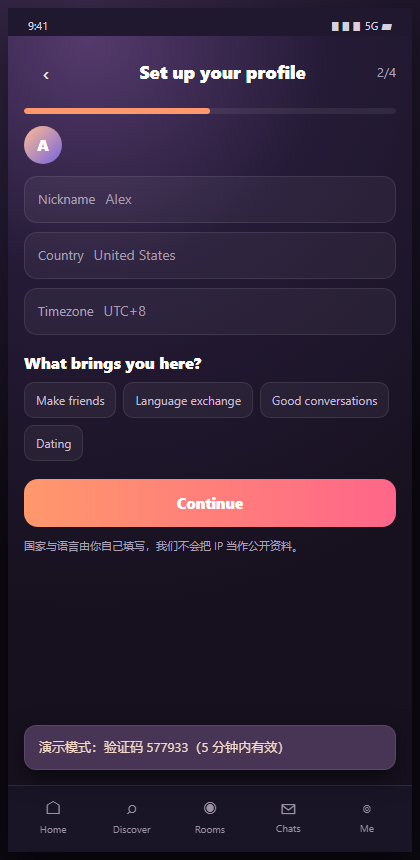 9:41
5G
‹
Set up your profile
2/4
A
Nickname Alex
Country United States
Timezone UTC+8
What brings you here?
Make friends
Language exchange
Good conversations
Dating
Continue
国家与语言由你自己填写，我们不会把 IP 当作公开资料。
演示模式：验证码 577933（5 分钟内有效）
Home
Discover
Rooms
Chats
Me